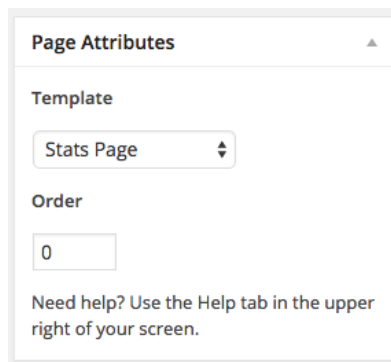 Page Attributes
Template
Stats Page
Order
0
Need help? Use the Help tab in the upper
right of your screen.